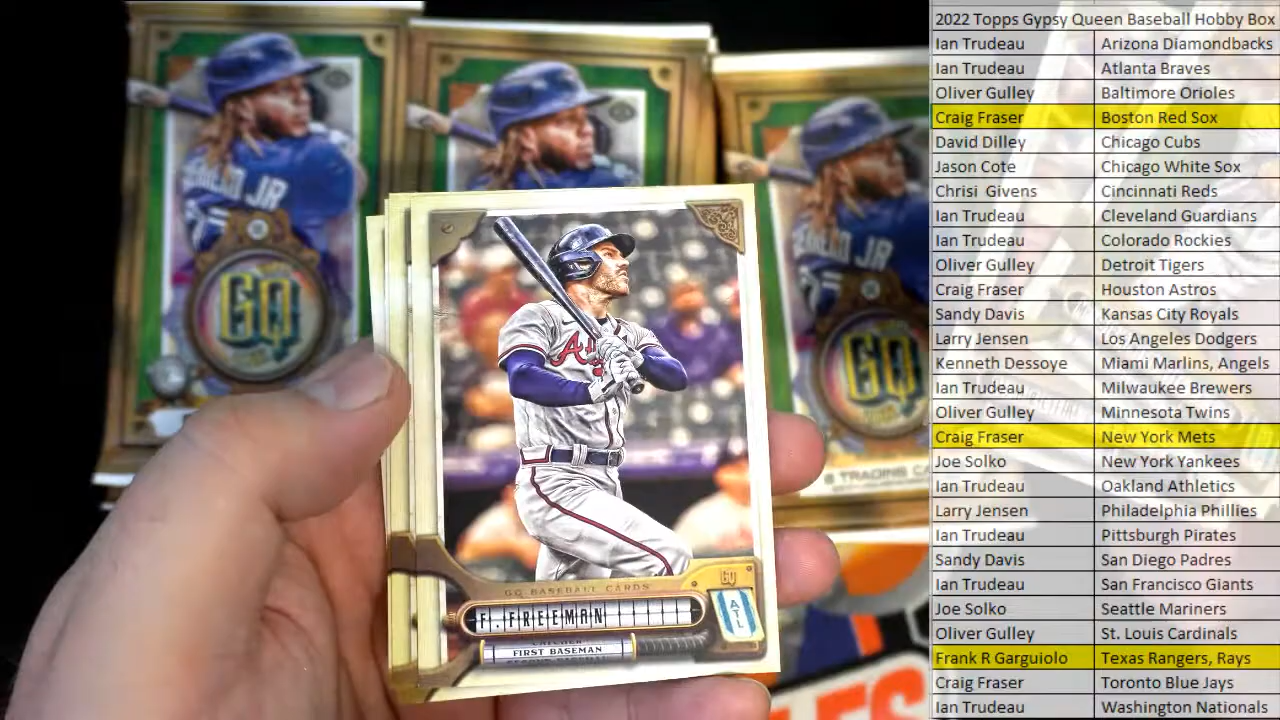 2022 Topps Gypsy Queen Baseball Hobby Box
Ian Trudeau Arizona Diamondbacks
Ian Trudeau Atlanta Braves
Oliver Gulley Baltimore Orioles
Craig Fraser Boston Red Sox
David Dilley Chicago Cubs
Jason Cote Chicago White Sox
Chrisi Givens Cincinnati Reds
Ian Trudeau Cleveland Guardians
Ian Trudeau Colorado Rockies
Oliver Gulley Detroit Tigers
Craig Fraser Houston Astros
Sandy Davis Kansas City Royals
Larry Jensen Los Angeles Dodgers
Kenneth Dessoye Miami Marlins, Angels
Ian Trudeau Milwaukee Brewers
Oliver Gulley Minnesota Twins
Craig Fraser New York Mets
Joe Solko New York Yankees
Ian Trudeau Oakland Athletics
Larry Jensen Philadelphia Phillies
Ian Trudeau Pittsburgh Pirates
Sandy Davis San Diego Padres
Ian Trudeau San Francisco Giants
Joe Solko Seattle Mariners
Oliver Gulley St. Louis Cardinals
Frank R Garguiolo Texas Rangers, Rays
Craig Fraser Toronto Blue Jays
Ian Trudeau Washington Nationals
JR
GQ
JR
GQ
8 TRADING
GQ
GQ BASEBALL CARDS
F. FREEMAN
ATL
CATCHER
FIRST BASEMAN